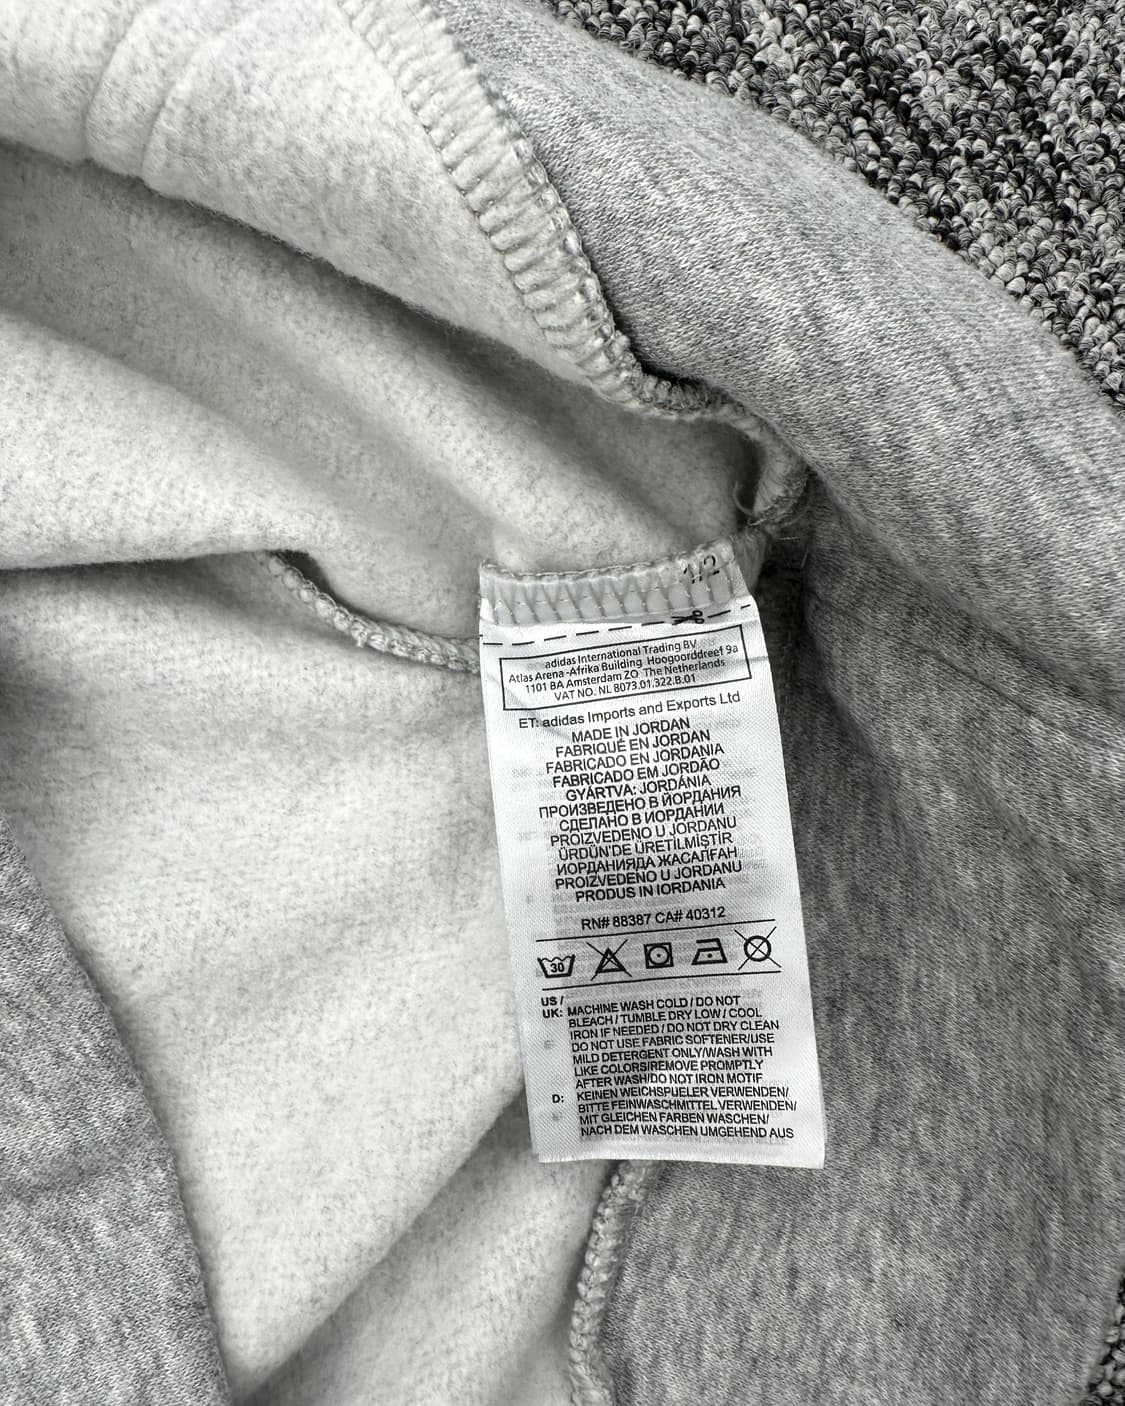 1/2
adidas International Trading BV
Atlas Arena -Afrika Building Hoogoorddreef 9a
1101 BA Amsterdam ZO The Netherlands
VAT NO. NL 8073.01.322.B.01
ET: adidas Imports and Exports Ltd
MADE IN JORDAN
FABRIQUÉ EN JORDAN
FABRICADO EN JORDANIA
FABRICADO EM JORDÃO
GYÁRTVA: JORDÁNIA
ПРОИЗВЕДЕНО В ЙОРДАНИЯ
СДЕЛАНО В ИОРДАНИИ
PROIZVEDENO U JORDANU
ÜRDÜN'DE ÜRETİLMİŞTİR
ИОРДАНИЯДА ЖАСАЛҒАН
PROIZVEDENO U JORDANU
PRODUS IN IORDANIA
RN# 88387 CA# 40312
30
US /
UK: MACHINE WASH COLD / DO NOT
BLEACH / TUMBLE DRY LOW / COOL
IRON IF NEEDED / DO NOT DRY CLEAN
DO NOT USE FABRIC SOFTENER/USE
MILD DETERGENT ONLY/WASH WITH
LIKE COLORS/REMOVE PROMPTLY
AFTER WASH/DO NOT IRON MOTIF
D: KEINEN WEICHSPUELER VERWENDEN/
BITTE FEINWASCHMITTEL VERWENDEN/
MIT GLEICHEN FARBEN WASCHEN/
NACH DEM WASCHEN UMGEHEND AUS